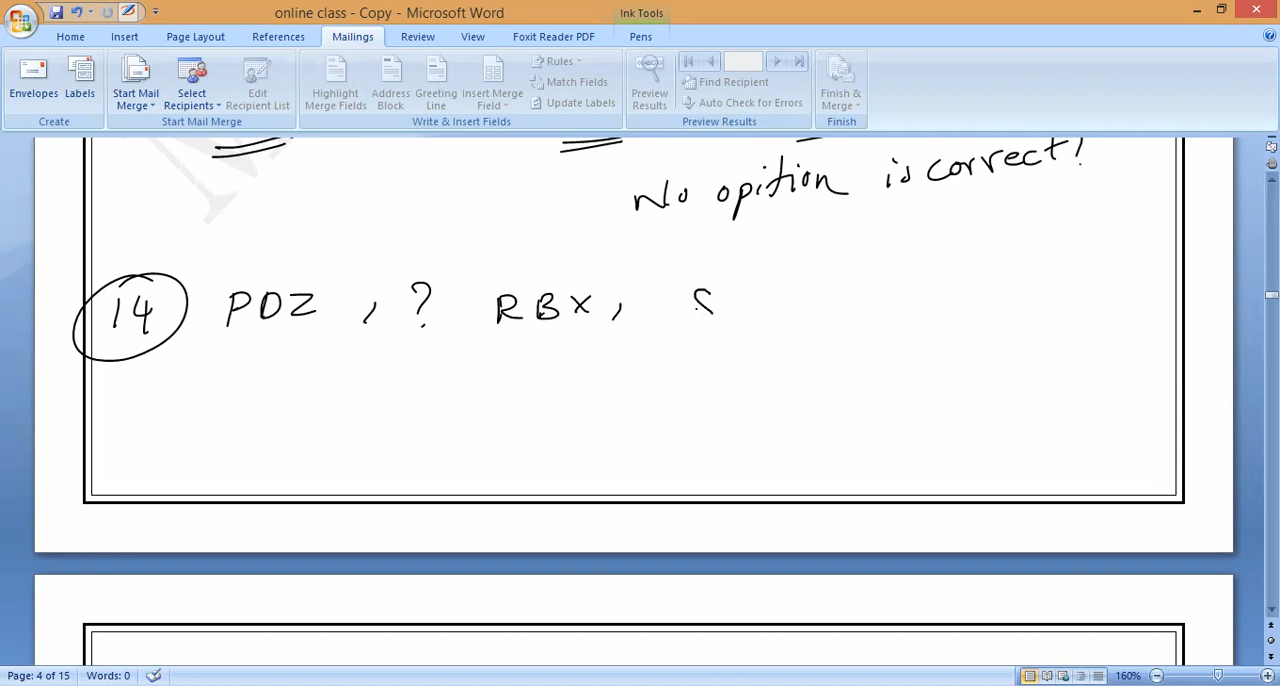 online class - Copy - Microsoft Word
Ink Tools
Home Insert Page Layout References Mailings Review View Foxit Reader PDF Pens
Envelopes Labels
Create
Start Mail Merge Select Recipients Edit Recipient List
Start Mail Merge
Highlight Merge Fields Address Block Greeting Line Insert Merge Field Rules Match Fields Update Labels
Write & Insert Fields
Preview Results Find Recipient Auto Check for Errors
Preview Results
Finish & Merge
Finish
No opition is correct!
14 PDZ , ? RBX , S
Page: 4 of 15 Words: 0 160%